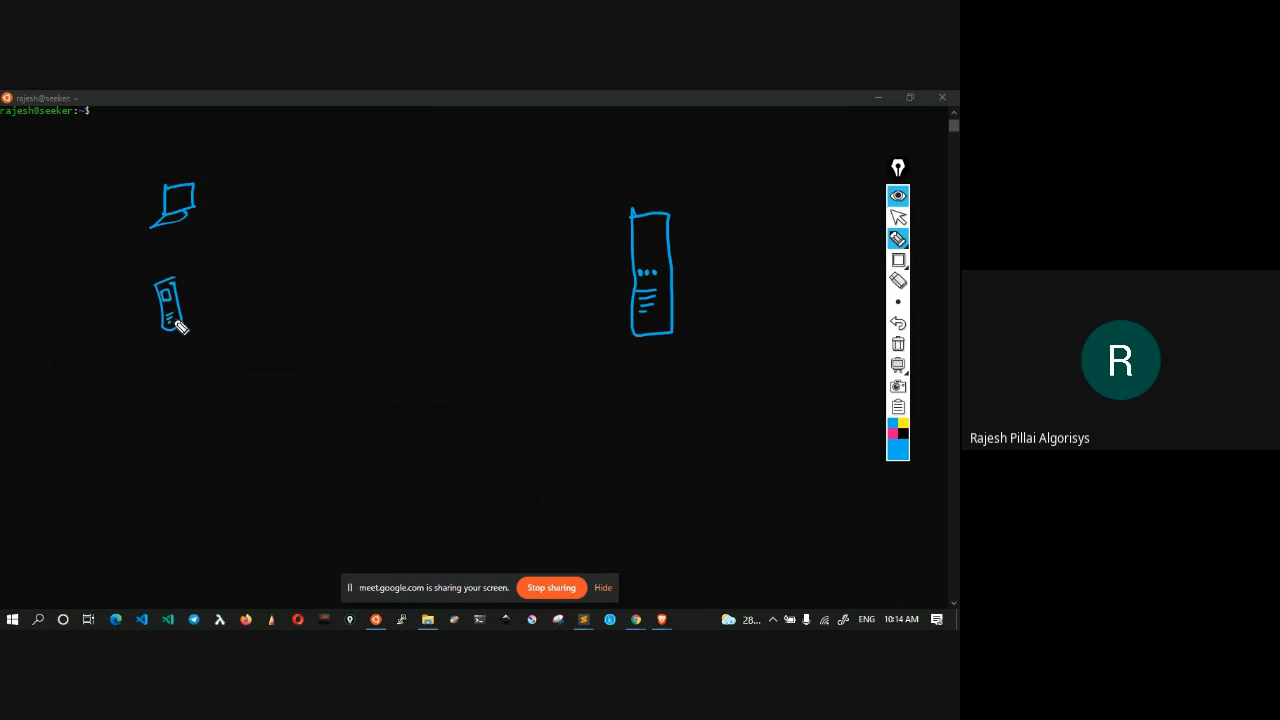 rajesh@seeker: ~
rajesh@seeker:~$
R
Rajesh Pillai Algorisys
meet.google.com is sharing your screen.
Stop sharing
Hide
28...
ENG
10:14 AM